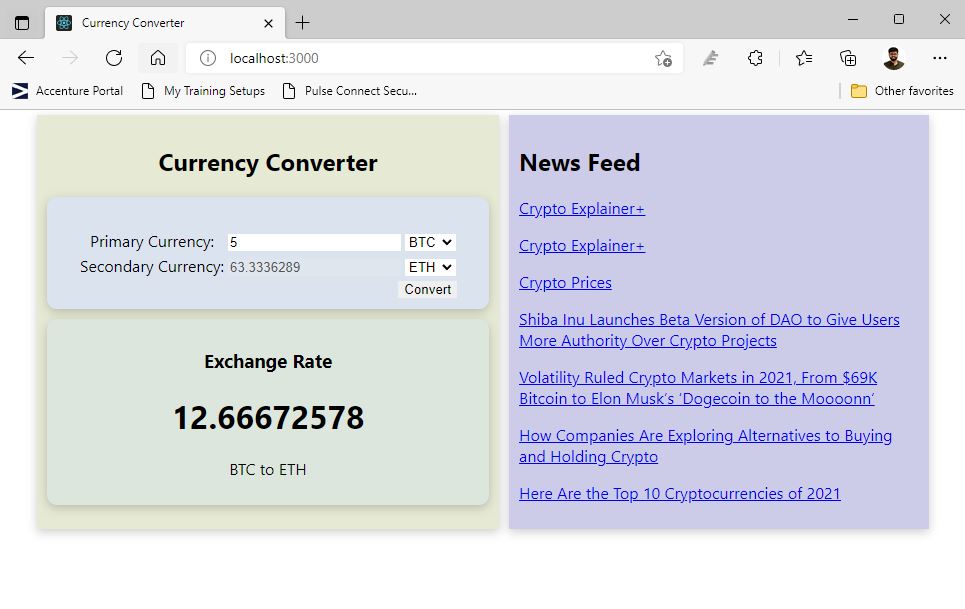 Currency Converter
localhost:3000
Accenture Portal
My Training Setups
Pulse Connect Secu...
Other favorites
Currency Converter
Primary Currency: 5 BTC
Secondary Currency: 63.3336289 ETH
Convert
Exchange Rate
12.66672578
BTC to ETH
News Feed
Crypto Explainer+
Crypto Explainer+
Crypto Prices
Shiba Inu Launches Beta Version of DAO to Give Users
More Authority Over Crypto Projects
Volatility Ruled Crypto Markets in 2021, From $69K
Bitcoin to Elon Musk’s ‘Dogecoin to the Moooonn’
How Companies Are Exploring Alternatives to Buying
and Holding Crypto
Here Are the Top 10 Cryptocurrencies of 2021